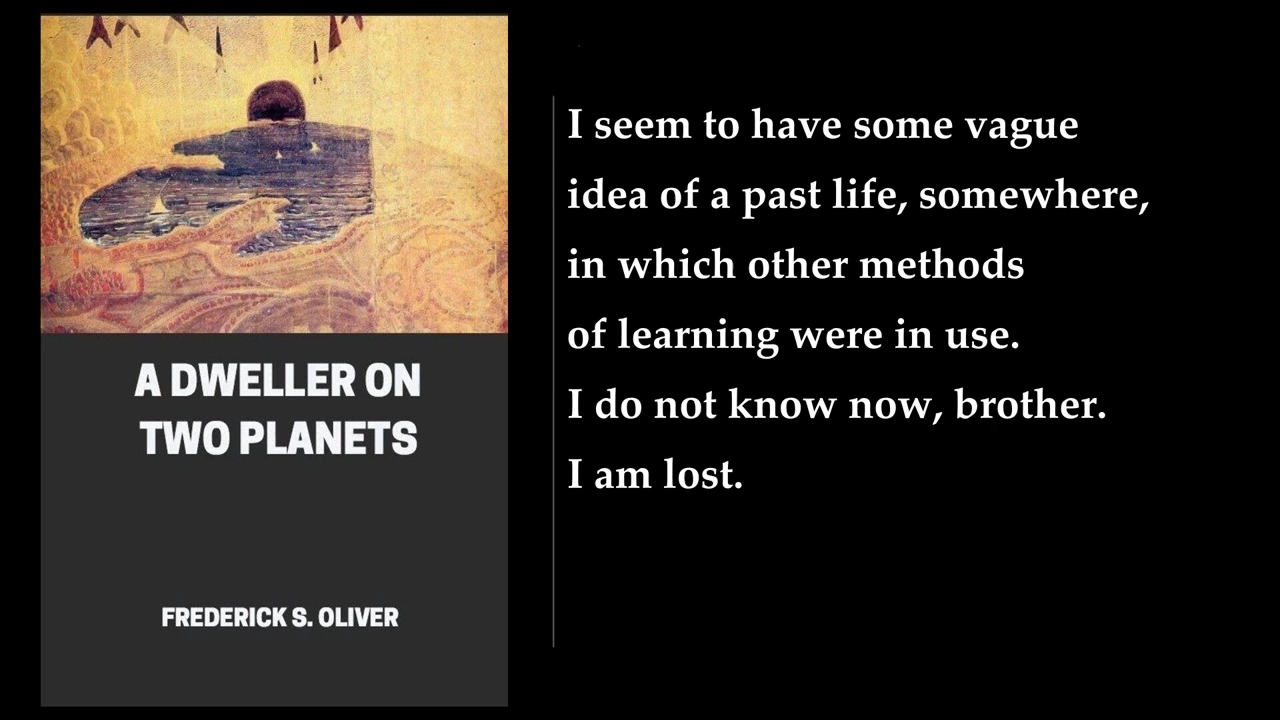 A DWELLER ON
TWO PLANETS
FREDERICK S. OLIVER
I seem to have some vague
idea of a past life, somewhere,
in which other methods
of learning were in use.
I do not know now, brother.
I am lost.